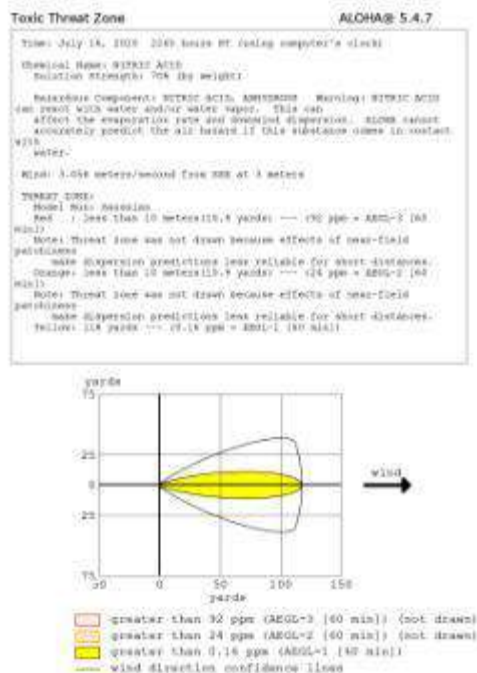 Toxic Threat Zone ALOHA® 5.4.7
Time: July 16, 2020 hours ST (using computer's clock)
Chemical Name: NITRIC ACID
Solution Strength: 70% (by weight)
Hazardous Component: NITRIC ACID, ANHYDROUS Warning: NITRIC ACID
can react with water and/or water vapor. This can
affect the evaporation rate and downwind dispersion. ALOHA cannot
accurately predict the air hazard if this substance comes in contact
with
water.
Wind: meters/second from at 3 meters
THREAT ZONE:
Model Run: Gaussian
Red : less than 10 meters(10.9 yards) --- (92 ppm = AEGL-3 [60
min])
Note: Threat zone was not drawn because effects of near-field
patchiness
make dispersion predictions less reliable for short distances.
Orange: less than 10 meters(10.9 yards) --- (24 ppm = AEGL-2 [60
min])
Note: Threat zone was not drawn because effects of near-field
patchiness
make dispersion predictions less reliable for short distances.
Yellow: yards --- (0.16 ppm = AEGL-1 [60 min])
yards
75
25
0
25
75
50 0 50 100 150
yards
wind
greater than 92 ppm (AEGL-3 [60 min]) (not drawn)
greater than 24 ppm (AEGL-2 [60 min]) (not drawn)
greater than 0.16 ppm (AEGL-1 [60 min])
wind direction confidence lines